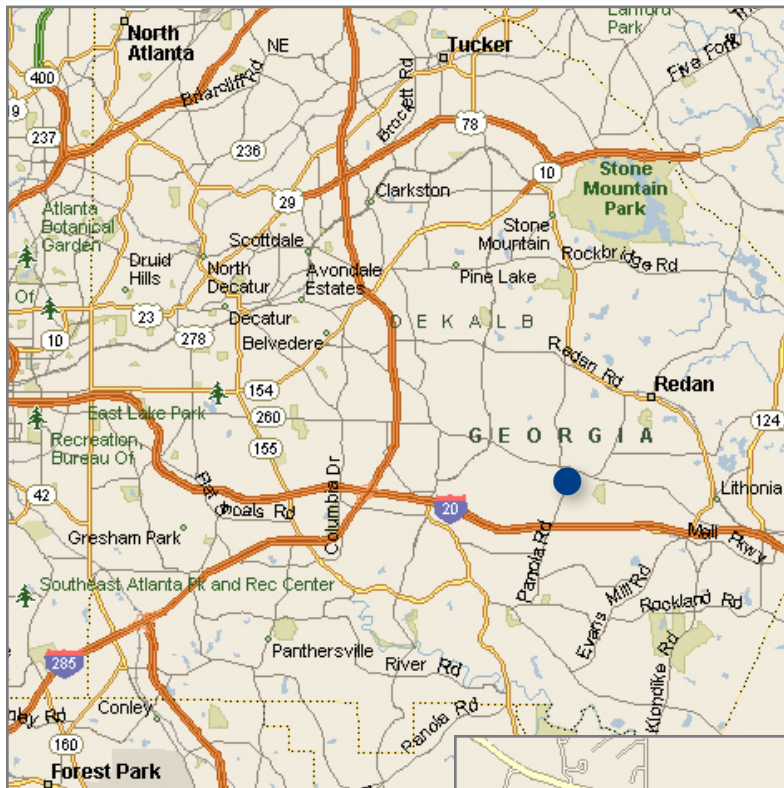 Lanford
Park
North
Atlanta
NE
Tucker
Five Fork
400
Briarcliff Rd
Brockett Rd
237
236
78
10
Stone
Mountain
Park
29
Clarkston
Atlanta
Botanical
Garden
Scottdale
Stone
Mountain
Rockbridge Rd
Druid
Hills
North
Decatur
Avondale
Estates
Pine Lake
Of
23
Decatur
DEKALB
10
278
Belvedere
Redan Rd
154
Redan
East Lake Park
260
124
Recreation,
Bureau Of
155
GEORGIA
Flat Shoals Rd
Columbia Dr
42
20
Lithonia
Gresham Park
Panola Rd
Mall Pkwy
Southeast Atlanta Pk and Rec Center
Evans Mill Rd
Rockland Rd
285
Panthersville
River Rd
Klondike Rd
Conley
Panola Rd
160
Forest Park